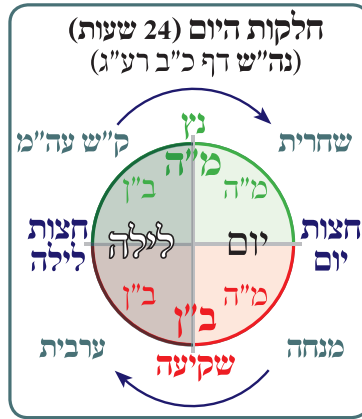 חלקות היום (24 שעות)
(נה"ש דף כ"ב רע"ג)
נץ
שחרית
ק"ש עה"מ
מ"ה
מ"ה
ב"ן
חצות יום
יום
לילה
חצות לילה
מ"ה
ב"ן
ב"ן
מנחה
ערבית
שקיעה